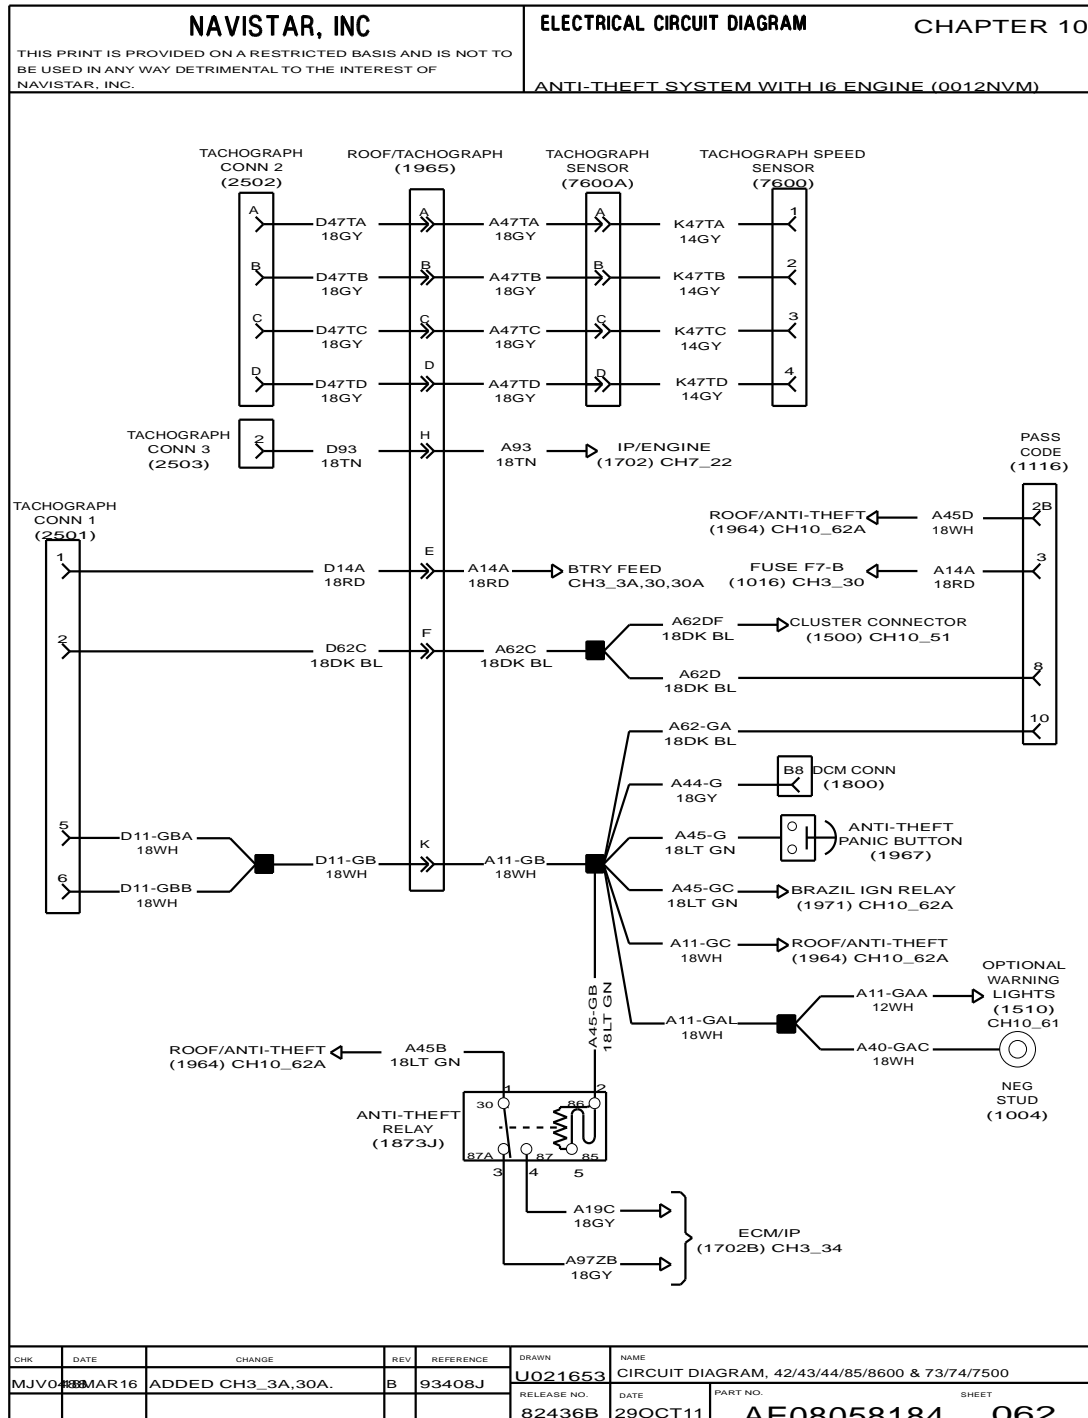 NAVISTAR, INC
THIS PRINT IS PROVIDED ON A RESTRICTED BASIS AND IS NOT TO
BE USED IN ANY WAY DETRIMENTAL TO THE INTEREST OF
NAVISTAR, INC.
ELECTRICAL CIRCUIT DIAGRAM
CHAPTER 10
ANTI-THEFT SYSTEM WITH I6 ENGINE (0012NVM)
TACHOGRAPH
CONN 2
(2502)
ROOF/TACHOGRAPH
(1965)
TACHOGRAPH
SENSOR
(7600A)
TACHOGRAPH SPEED
SENSOR
(7600)
A D47TA A A47TA A K47TA 1
18GY 18GY 14GY
B D47TB B A47TB B K47TB 2
18GY 18GY 14GY
C D47TC C A47TC C K47TC 3
18GY 18GY 14GY
D D47TD D A47TD D K47TD 4
18GY 18GY 14GY
TACHOGRAPH
CONN 3
(2503)
2 D93 H A93
18TN 18TN
IP/ENGINE
(1702) CH7_22
PASS
CODE
(1116)
ROOF/ANTI-THEFT
(1964) CH10_62A
A45D 2B
18WH
TACHOGRAPH
CONN 1
(2501)
1 D14A E A14A
18RD 18RD
BTRY FEED
CH3_3A,30,30A
FUSE F7-B
(1016) CH3_30
A14A 3
18RD
2 D62C F A62C
18DK BL 18DK BL
A62DF
18DK BL
CLUSTER CONNECTOR
(1500) CH10_51
A62D 8
18DK BL
A62-GA 10
18DK BL
A44-G
18GY
B8 DCM CONN
(1800)
5 D11-GBA
18WH
6 D11-GBB
18WH
D11-GB K A11-GB
18WH 18WH
A45-G
18LT GN
ANTI-THEFT
PANIC BUTTON
(1967)
A45-GC
18LT GN
BRAZIL IGN RELAY
(1971) CH10_62A
A11-GC
18WH
ROOF/ANTI-THEFT
(1964) CH10_62A
A11-GAL
18WH
A11-GAA
12WH
OPTIONAL
WARNING
LIGHTS
(1510)
CH10_61
A40-GAC
18WH
NEG
STUD
(1004)
A45-GB
18LT GN
ROOF/ANTI-THEFT
(1964) CH10_62A
A45B
18LT GN
ANTI-THEFT
RELAY
(1873J)
1 2
30 86
87A 87 85
3 4 5
A19C
18GY
A97ZB
18GY
ECM/IP
(1702B) CH3_34
CHK DATE CHANGE REV REFERENCE
ADDED CH3_3A,30A. B 93408J
DRAWN
U021653
NAME
CIRCUIT DIAGRAM, 42/43/44/85/8600 & 73/74/7500
RELEASE NO.
82436B
DATE
29OCT11
PART NO.
AE08058184
SHEET
062